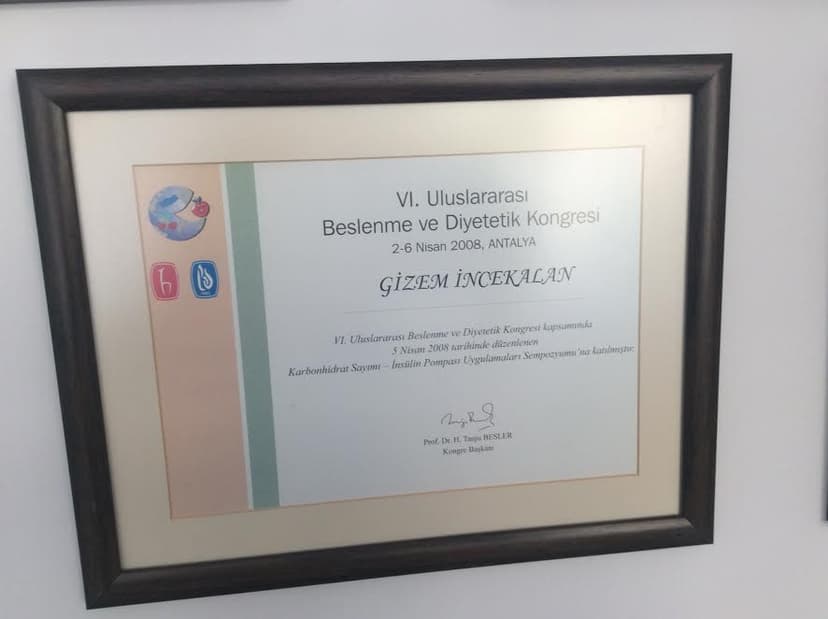 VI. Uluslararası
Beslenme ve Diyetetik Kongresi
2-6 Nisan 2008, ANTALYA
GİZEM İNCEKALAN
VI. Uluslararası Beslenme ve Diyetetik Kongresi kapsamında
5 Nisan 2008 tarihinde düzenlenen
Karbonhidrat Sayımı – İnsülin Pompası Uygulamaları Sempozyumu'na katılmıştır.
Prof. Dr. H. Tanju BESLER
Kongre Başkanı